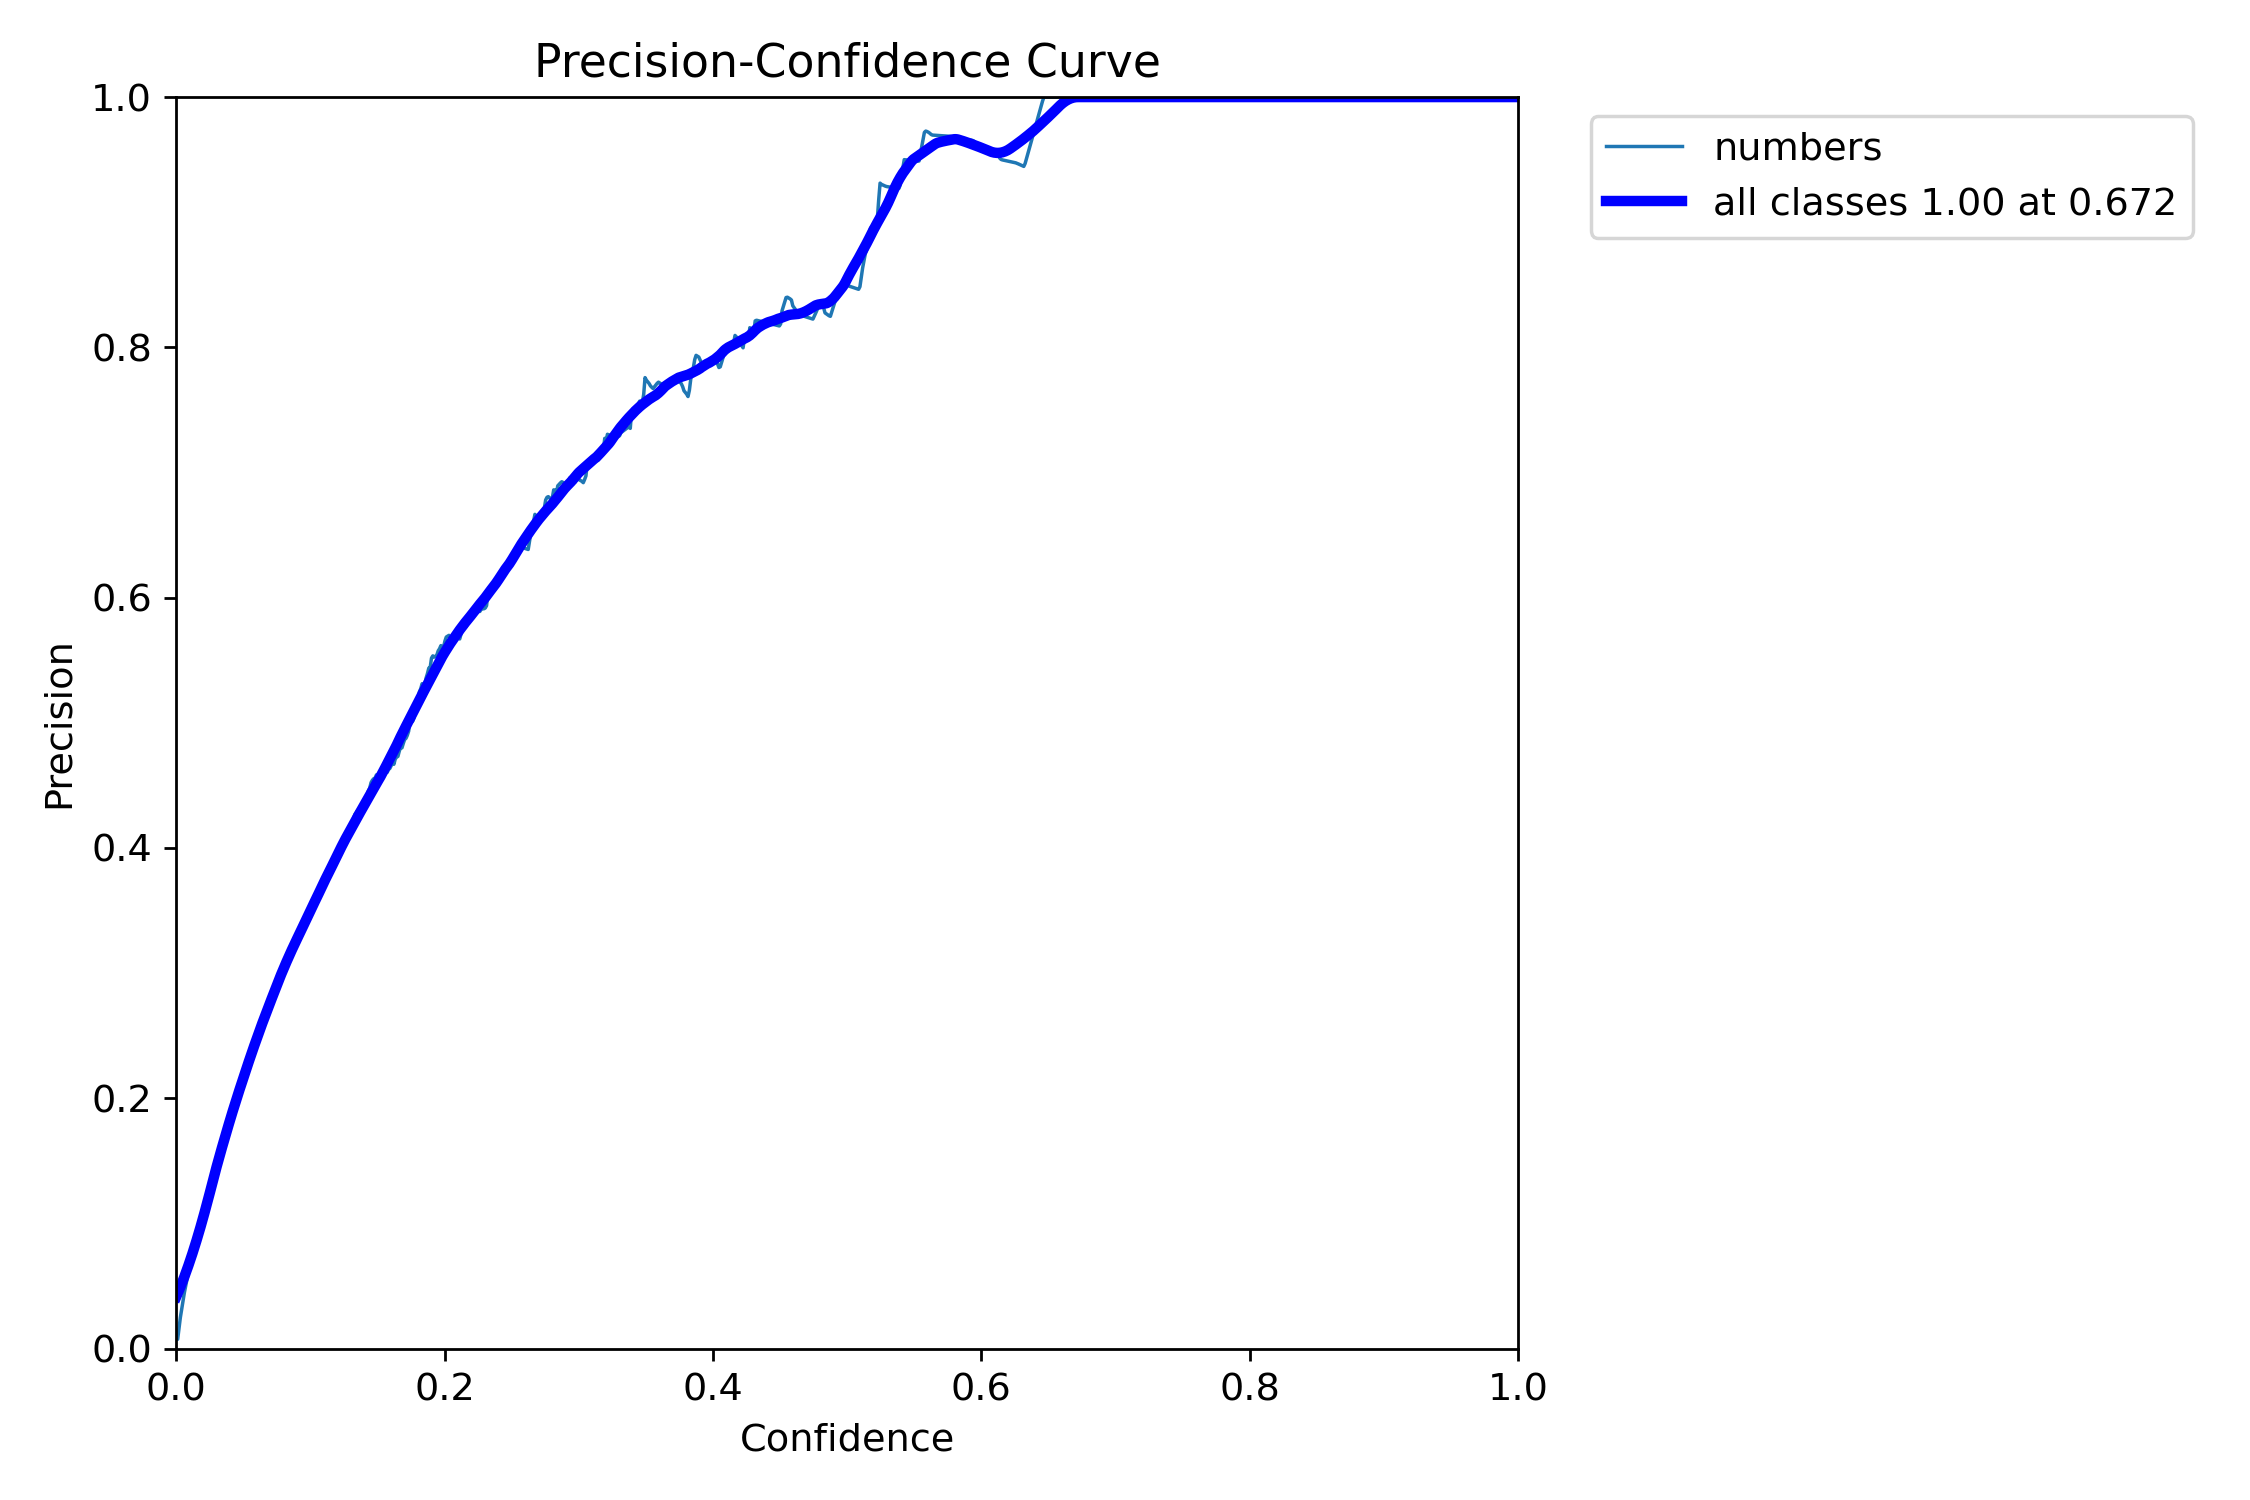 Precision-Confidence Curve
1.0
0.8
0.6
0.4
0.2
0.0
Precision
0.0 0.2 0.4 0.6 0.8 1.0
Confidence
numbers
all classes 1.00 at 0.672